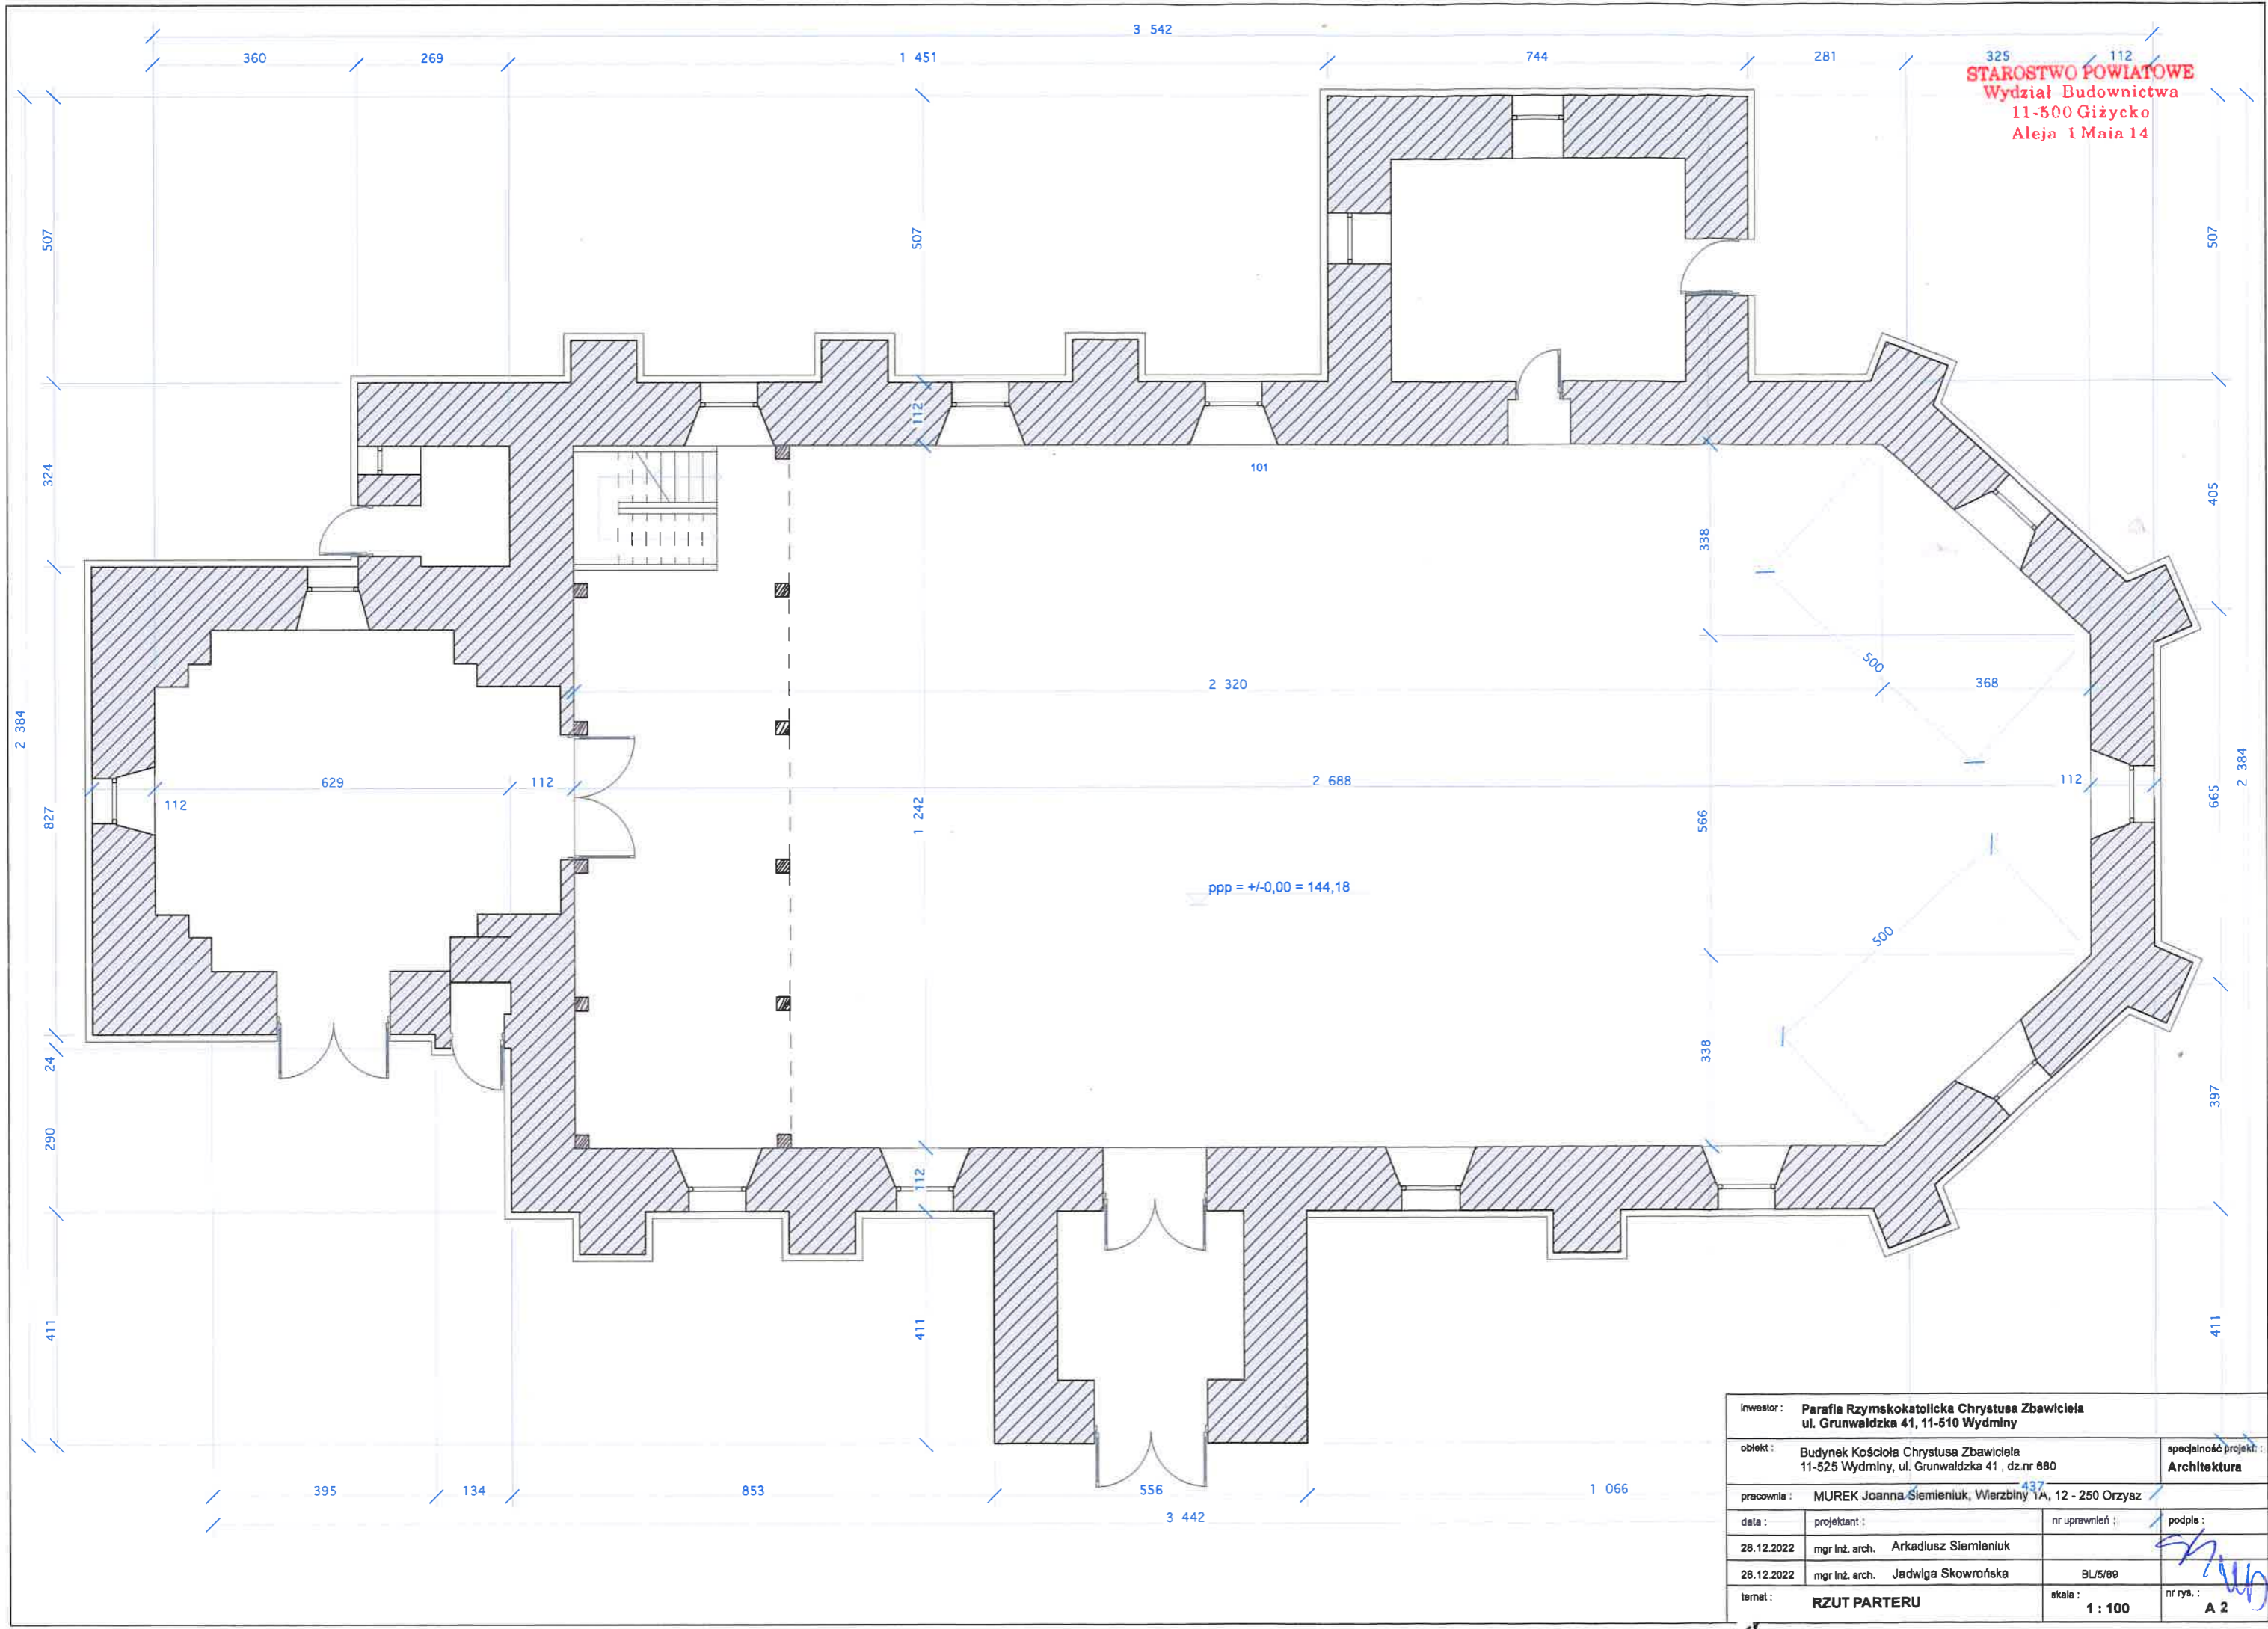 3 542
360
269
1 451
744
281
325
112
STAROSTWO POWIATOWE
Wydział Budownictwa
11-500 Giżycko
Aleja 1 Maja 14
507
507
507
112
324
101
405
338
2 384
2 320
500
368
629
112
112
2 688
112
827
1 242
566
665
2 384
ppp = +/-0,00 = 144,18
500
24
338
397
290
112
411
411
411
395
134
853
556
1 066
437
3 442
inwestor : Parafia Rzymskokatolicka Chrystusa Zbawiciela
ul. Grunwaldzka 41, 11-510 Wydminy
obiekt : Budynek Kościoła Chrystusa Zbawiciela
11-525 Wydminy, ul. Grunwaldzka 41 , dz.nr 660
specjalność projekt. :
Architektura
pracownia : MUREK Joanna Siemieniuk, Wierzbiny 1A, 12 - 250 Orzysz
data : projektant : nr uprawnień : podpis :
28.12.2022 mgr inż. arch. Arkadiusz Siemieniuk
28.12.2022 mgr inż. arch. Jadwiga Skowrońska BŁ/5/89
temat : RZUT PARTERU skala : 1 : 100 nr rys. : A 2